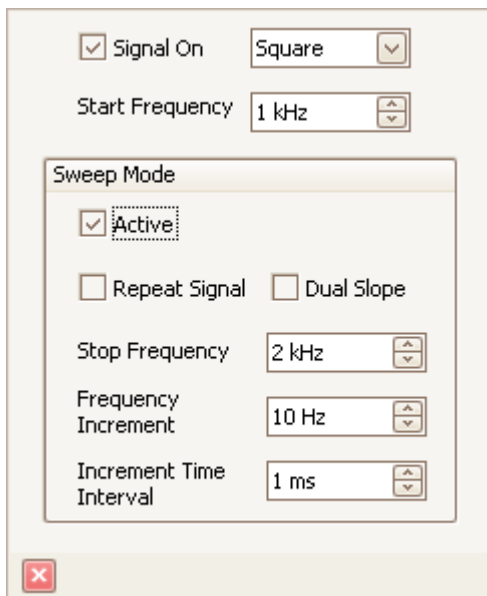 Signal On Square
Start Frequency 1 kHz
Sweep Mode
Active
Repeat Signal Dual Slope
Stop Frequency 2 kHz
Frequency
Increment 10 Hz
Increment Time
Interval 1 ms